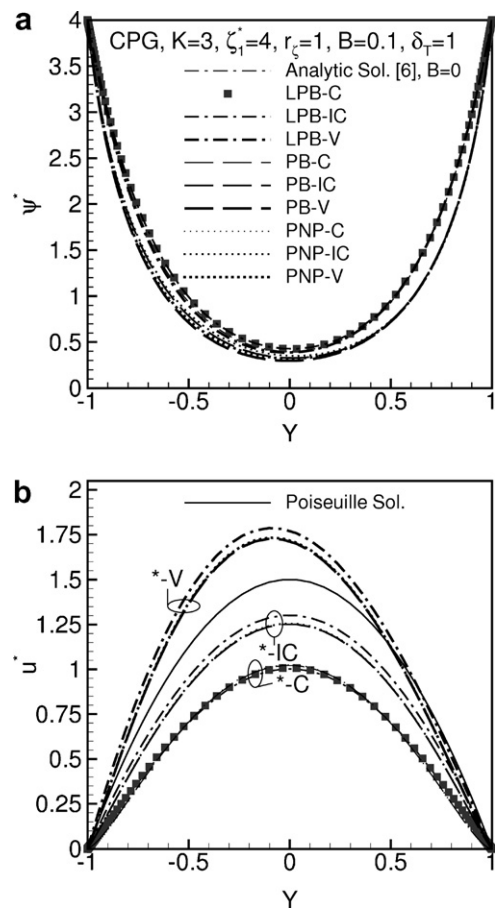 a
CPG, K=3, ζ₁*=4, r_ζ=1, B=0.1, δ_T=1
Analytic Sol. [6], B=0
LPB-C
LPB-IC
LPB-V
PB-C
PB-IC
PB-V
PNP-C
PNP-IC
PNP-V
4
3.5
3
2.5
2
1.5
1
0.5
0
ψ*
-1
-0.5
0
0.5
1
Y
b
Poiseuille Sol.
2
1.75
1.5
1.25
1
0.75
0.5
0.25
0
u*
*-V
*-IC
*-C
-1
-0.5
0
0.5
1
Y